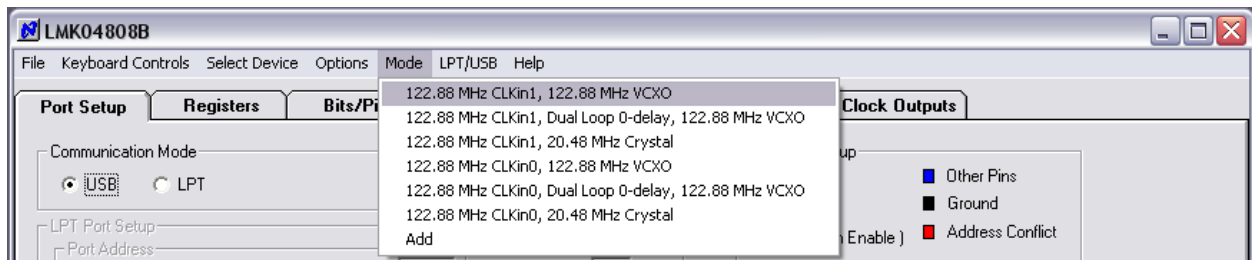 LMK04808B
File Keyboard Controls Select Device Options Mode LPT/USB Help
Port Setup Registers Clock Outputs
122.88 MHz CLKin1, 122.88 MHz VCXO
122.88 MHz CLKin1, Dual Loop 0-delay, 122.88 MHz VCXO
122.88 MHz CLKin1, 20.48 MHz Crystal
122.88 MHz CLKin0, 122.88 MHz VCXO
122.88 MHz CLKin0, Dual Loop 0-delay, 122.88 MHz VCXO
122.88 MHz CLKin0, 20.48 MHz Crystal
Add
Communication Mode
USB LPT
LPT Port Setup
Port Address
Other Pins
Ground
Enable ) Address Conflict